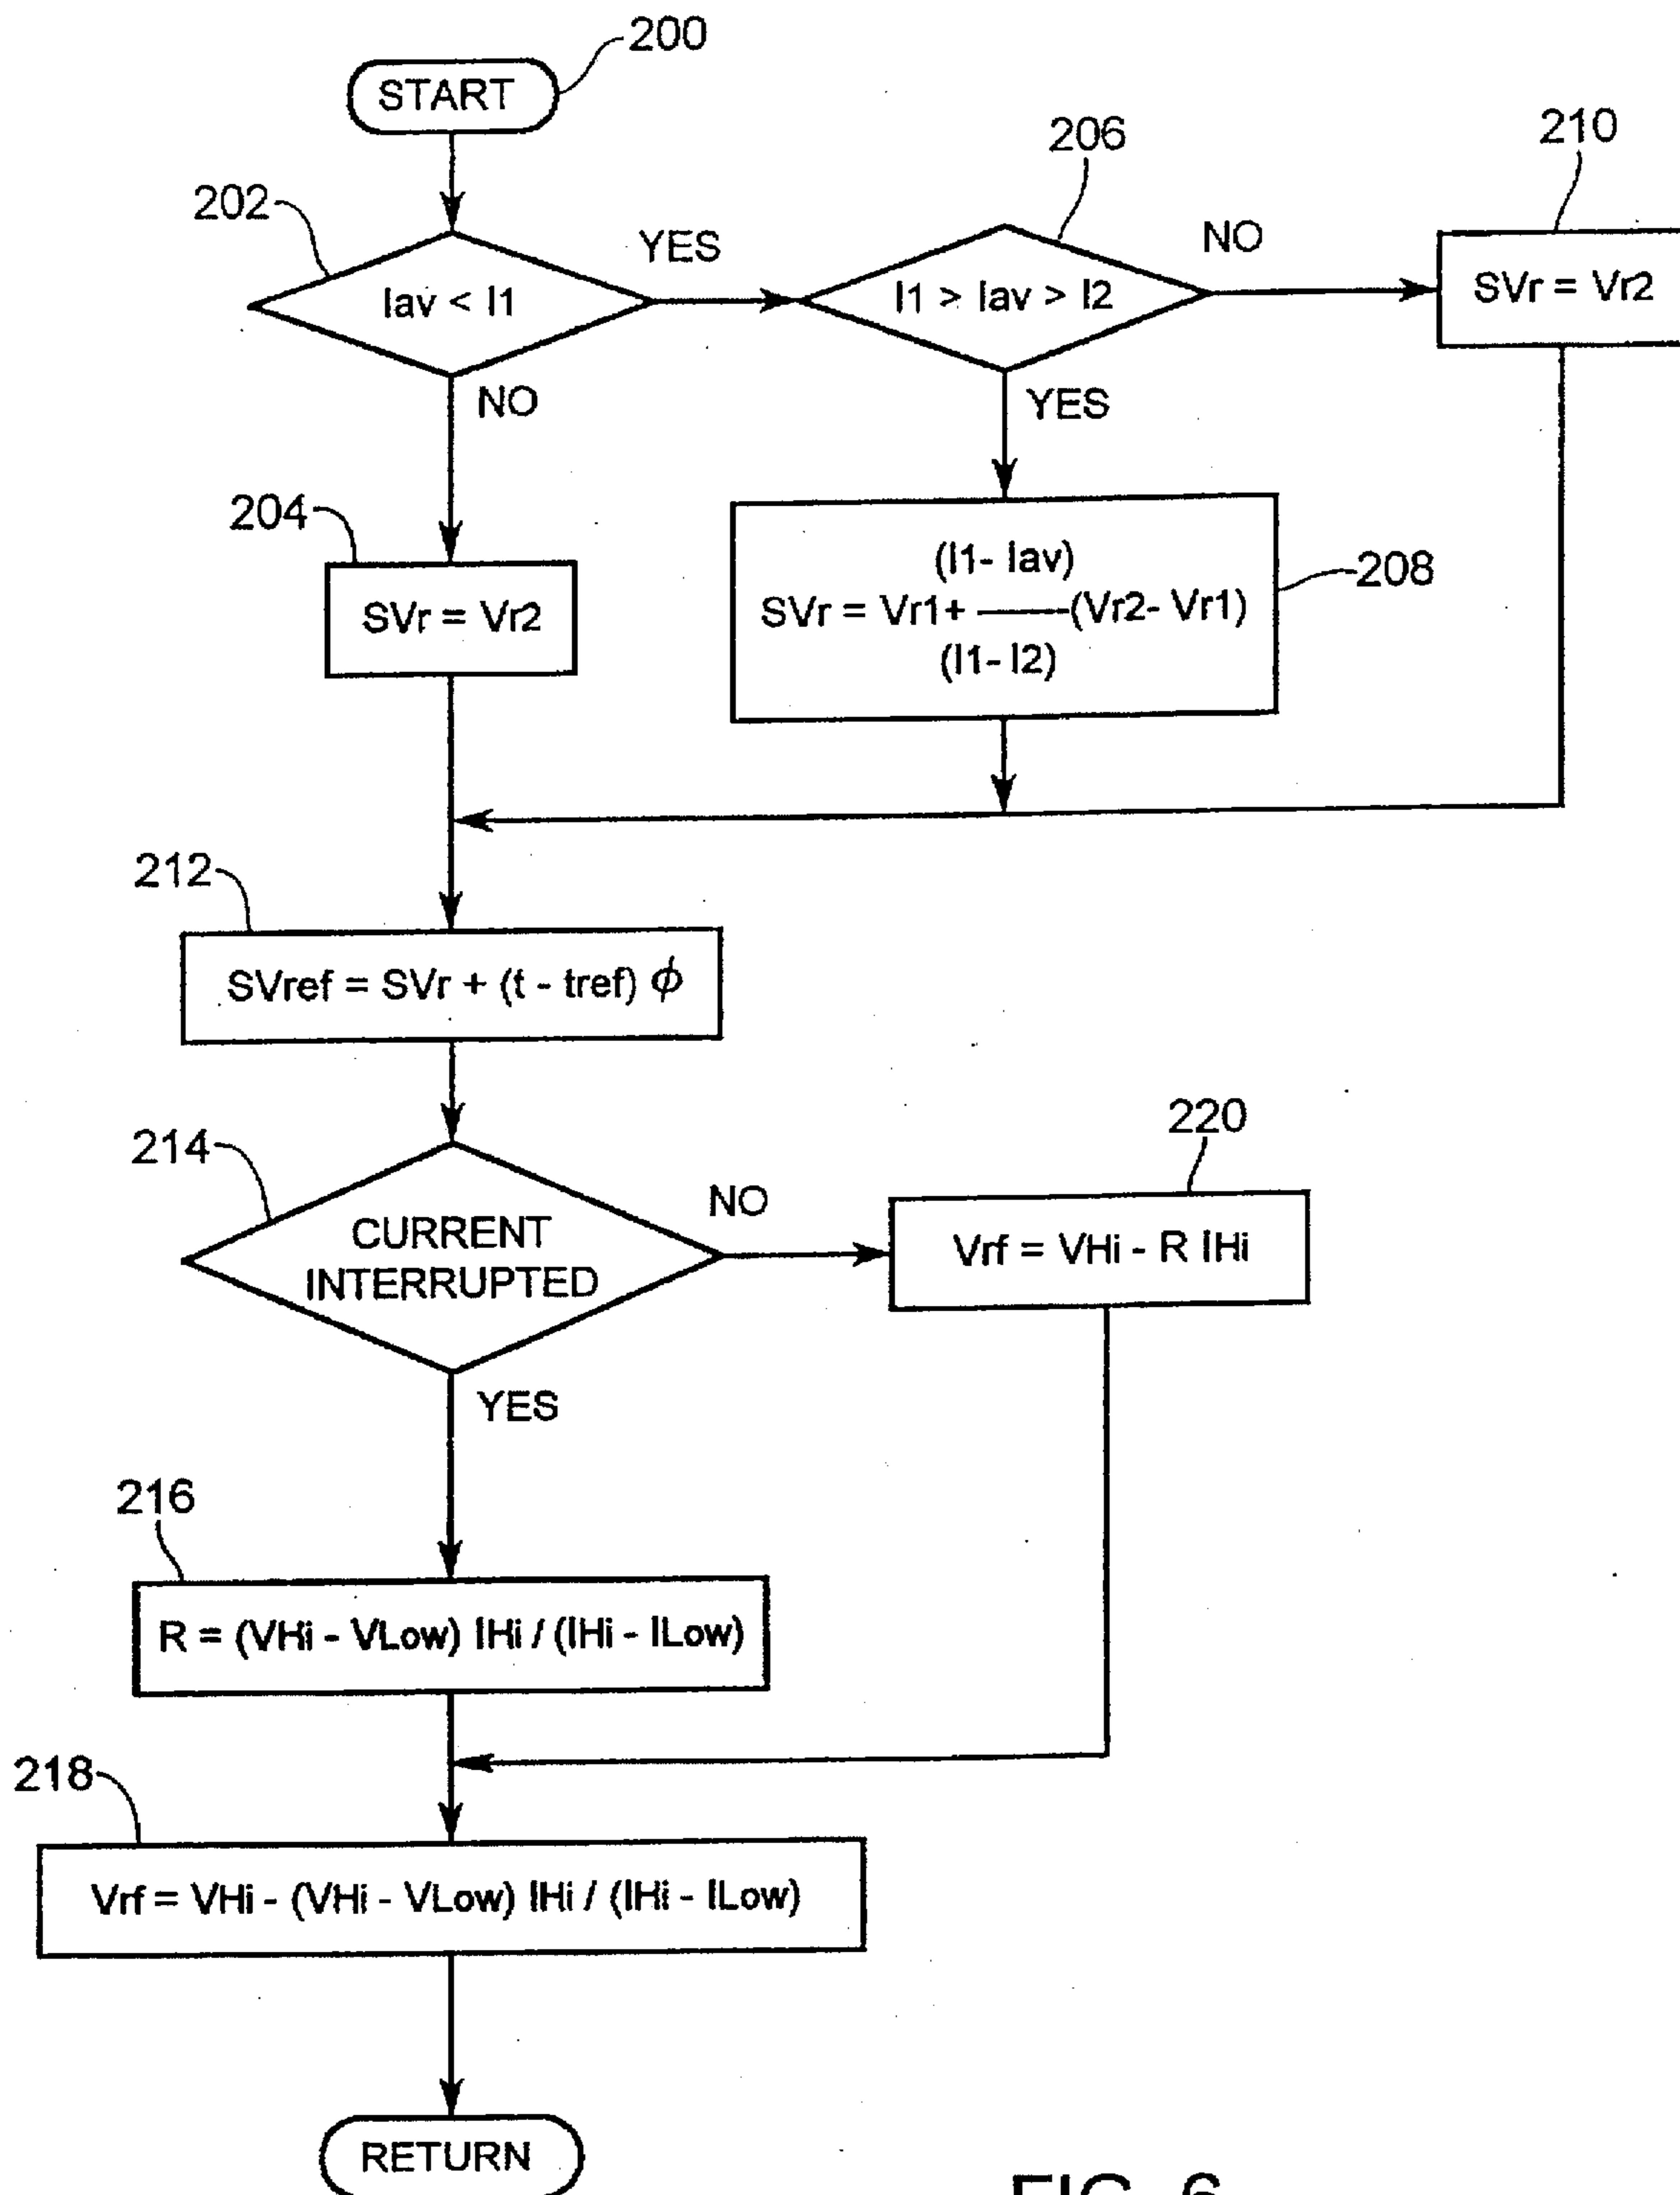 200
START
202
Iav < I1
YES
206
I1 > Iav > I2
NO
210
SVr = Vr2
NO
YES
204
SVr = Vr2
(I1- Iav)
SVr = Vr1+ ———(Vr2- Vr1)
(I1- I2)
208
212
SVref = SVr + (t - tref) ϕ
214
CURRENT
INTERRUPTED
NO
220
Vrf = VHi - R IHi
YES
216
R = (VHi - VLow) IHi / (IHi - ILow)
218
Vrf = VHi - (VHi - VLow) IHi / (IHi - ILow)
RETURN
FIG. 6